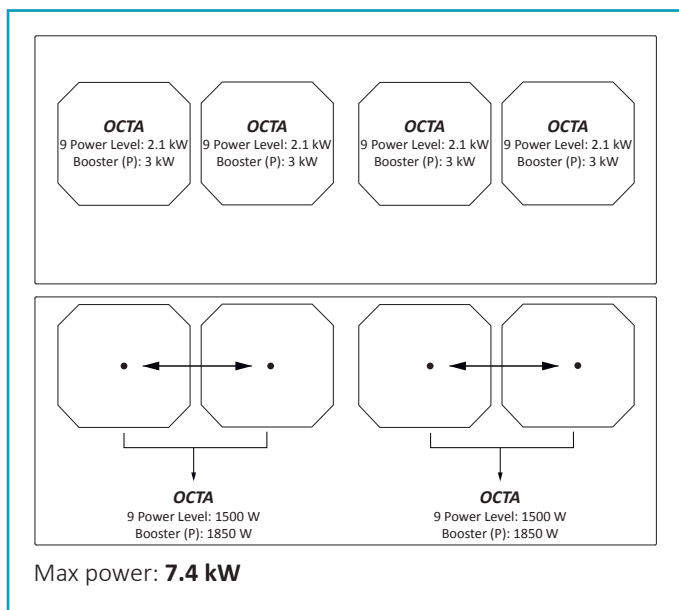 OCTA
9 Power Level: 2.1 kW
Booster (P): 3 kW
OCTA
9 Power Level: 2.1 kW
Booster (P): 3 kW
OCTA
9 Power Level: 2.1 kW
Booster (P): 3 kW
OCTA
9 Power Level: 2.1 kW
Booster (P): 3 kW
OCTA
9 Power Level: 1500 W
Booster (P): 1850 W
OCTA
9 Power Level: 1500 W
Booster (P): 1850 W
Max power: 7.4 kW